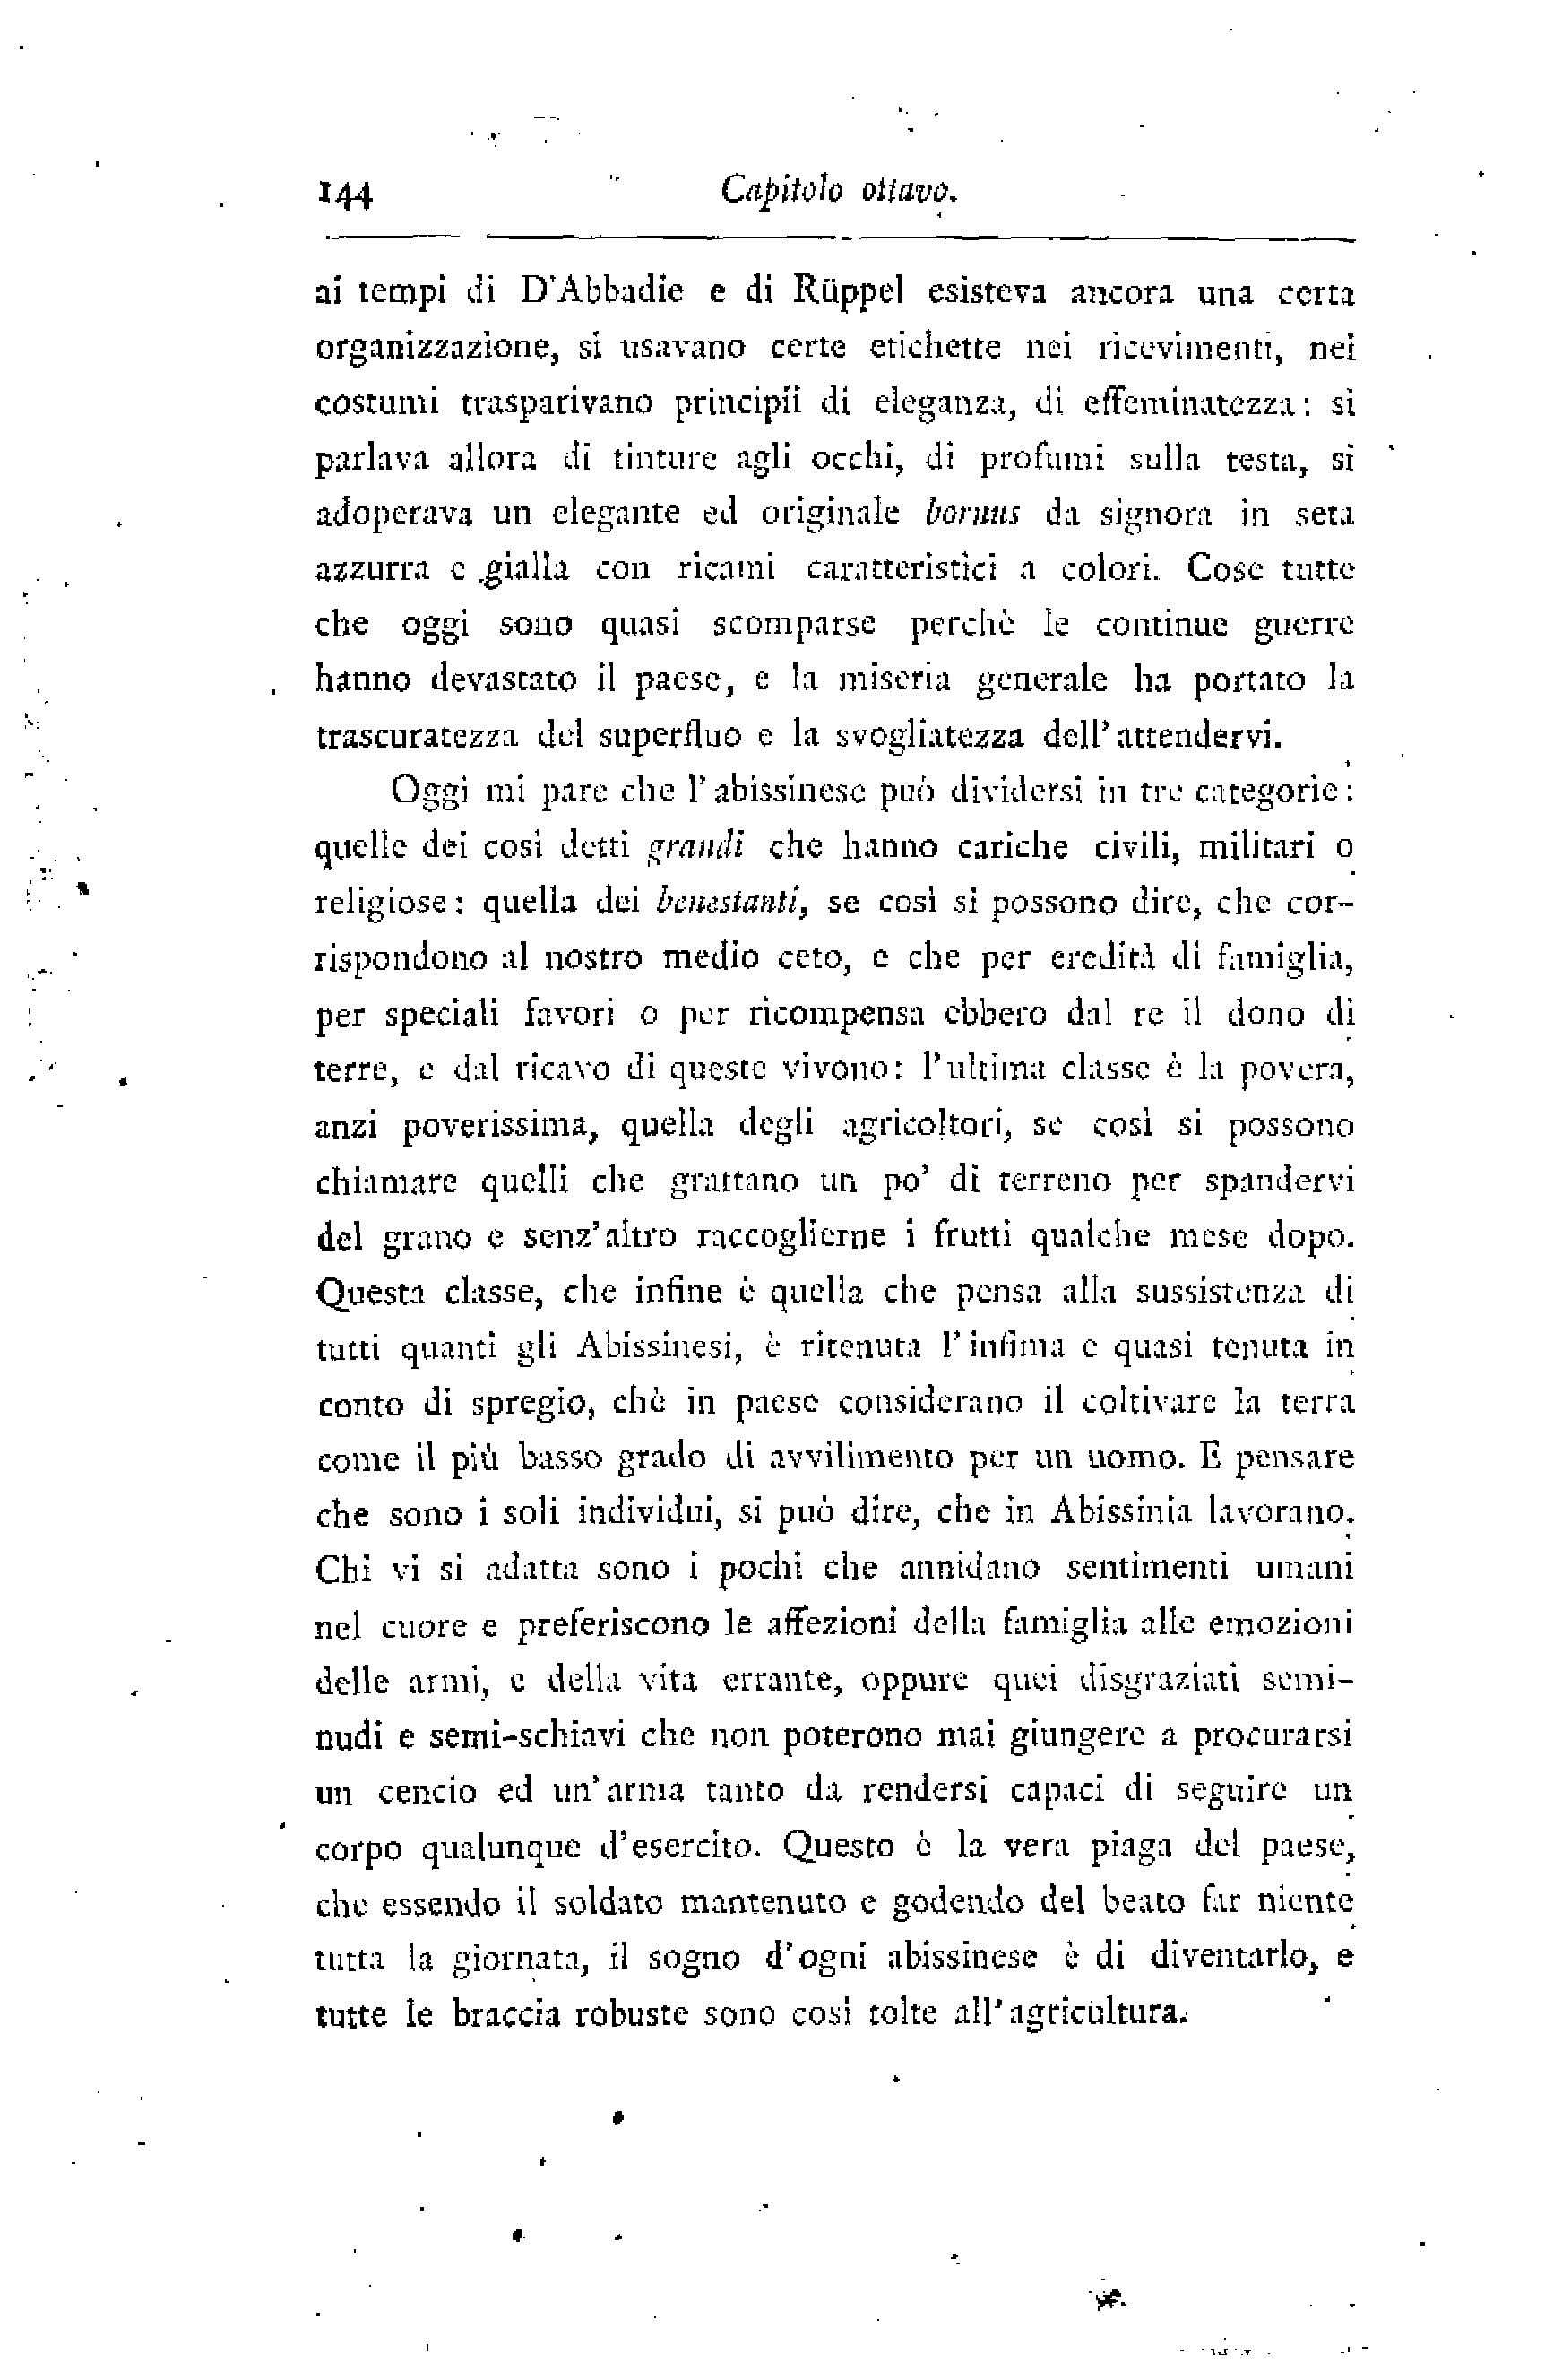 144 Capitolo ottavo.
ai tempi di D'Abbadie e di Rüppel esisteva ancora una certa
organizzazione, si usavano certe etichette nei ricevimenti, nei
costumi trasparivano principii di eleganza, di effeminatezza: si
parlava allora di tinture agli occhi, di profumi sulla testa, si
adoperava un elegante ed originale bornus da signora in seta
azzurra e gialla con ricami caratteristici a colori. Cose tutte
che oggi sono quasi scomparse perchè le continue guerre
hanno devastato il paese, e la miseria generale ha portato la
trascuratezza del superfluo e la svogliatezza dell'attendervi.
Oggi mi pare che l'abissinese può dividersi in tre categorie:
quelle dei così detti grandi che hanno cariche civili, militari o
religiose: quella dei benestanti, se così si possono dire, che cor-
rispondono al nostro medio ceto, e che per eredità di famiglia,
per speciali favori o per ricompensa ebbero dal re il dono di
terre, e dal ricavo di queste vivono: l'ultima classe è la povera,
anzi poverissima, quella degli agricoltori, se così si possono
chiamare quelli che grattano un po' di terreno per spandervi
del grano e senz'altro raccoglierne i frutti qualche mese dopo.
Questa classe, che infine è quella che pensa alla sussistenza di
tutti quanti gli Abissinesi, è ritenuta l'infima e quasi tenuta in
conto di spregio, chè in paese considerano il coltivare la terra
come il più basso grado di avvilimento per un uomo. E pensare
che sono i soli individui, si può dire, che in Abissinia lavorano.
Chi vi si adatta sono i pochi che annidano sentimenti umani
nel cuore e preferiscono le affezioni della famiglia alle emozioni
delle armi, e della vita errante, oppure quei disgraziati semi-
nudi e semi-schiavi che non poterono mai giungere a procurarsi
un cencio ed un'arma tanto da rendersi capaci di seguire un
corpo qualunque d'esercito. Questo è la vera piaga del paese,
che essendo il soldato mantenuto e godendo del beato far niente
tutta la giornata, il sogno d'ogni abissinese è di diventarlo, e
tutte le braccia robuste sono così tolte all'agricultura.